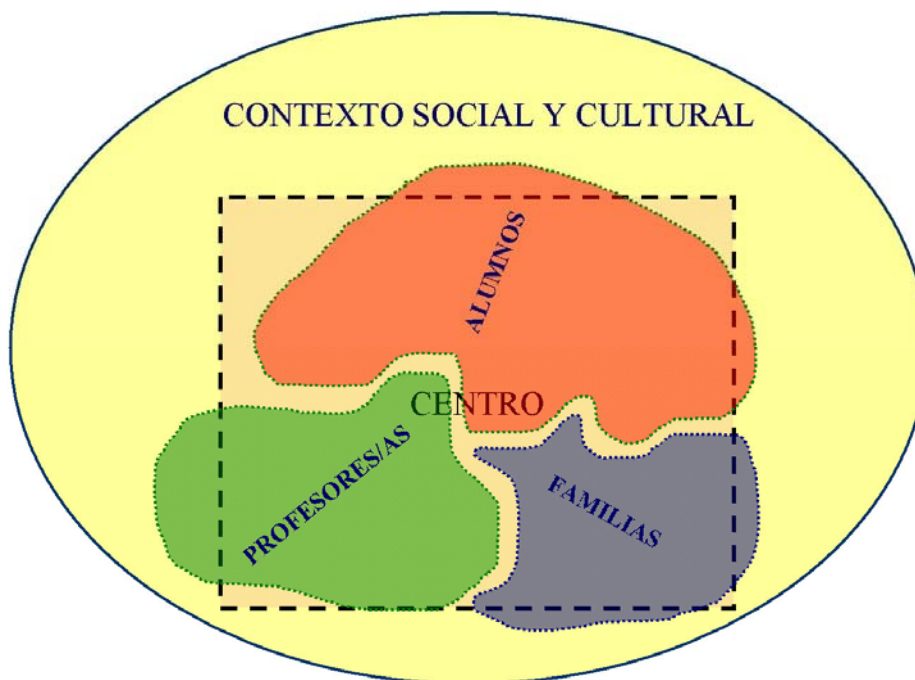 CONTEXTO SOCIAL Y CULTURAL
ALUMNOS
CENTRO
PROFESORES/AS
FAMILIAS